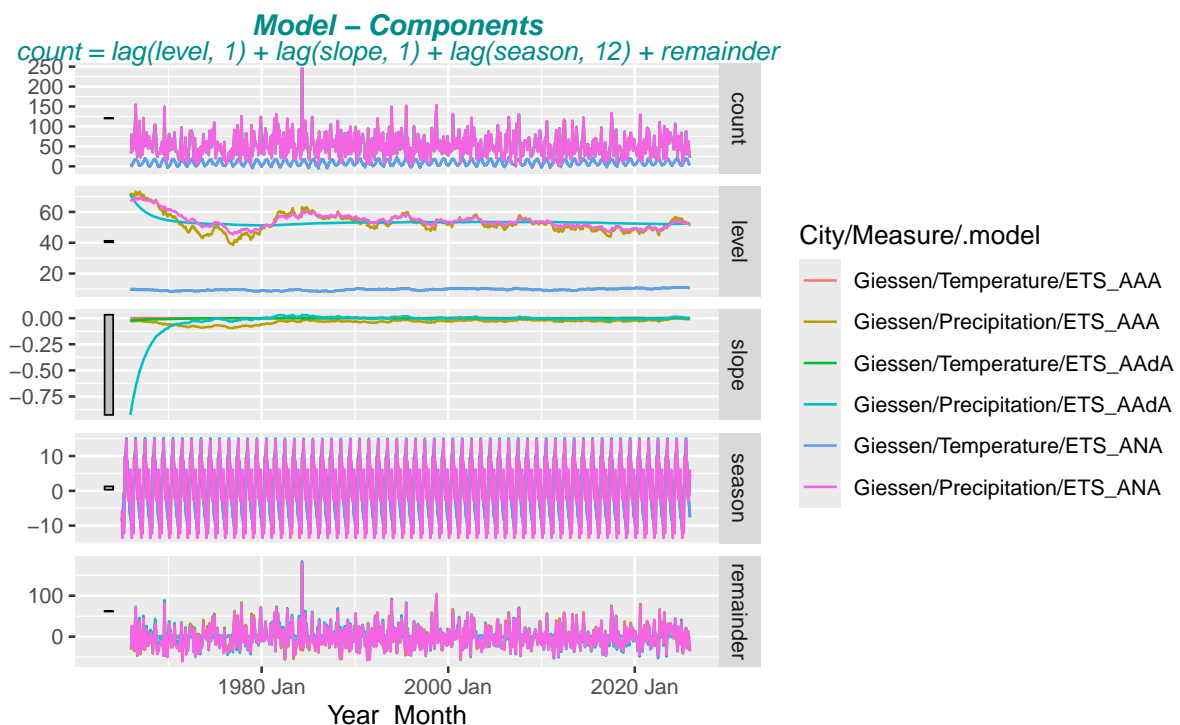 Model – Components
count = lag(level, 1) + lag(slope, 1) + lag(season, 12) + remainder
250
200
150
100
50
0
count
60
40
20
level
0.00
−0.25
−0.50
−0.75
slope
10
0
−10
season
100
0
remainder
1980 Jan
2000 Jan
2020 Jan
Year_Month
City/Measure/.model
Giessen/Temperature/ETS_AAA
Giessen/Precipitation/ETS_AAA
Giessen/Temperature/ETS_AAdA
Giessen/Precipitation/ETS_AAdA
Giessen/Temperature/ETS_ANA
Giessen/Precipitation/ETS_ANA